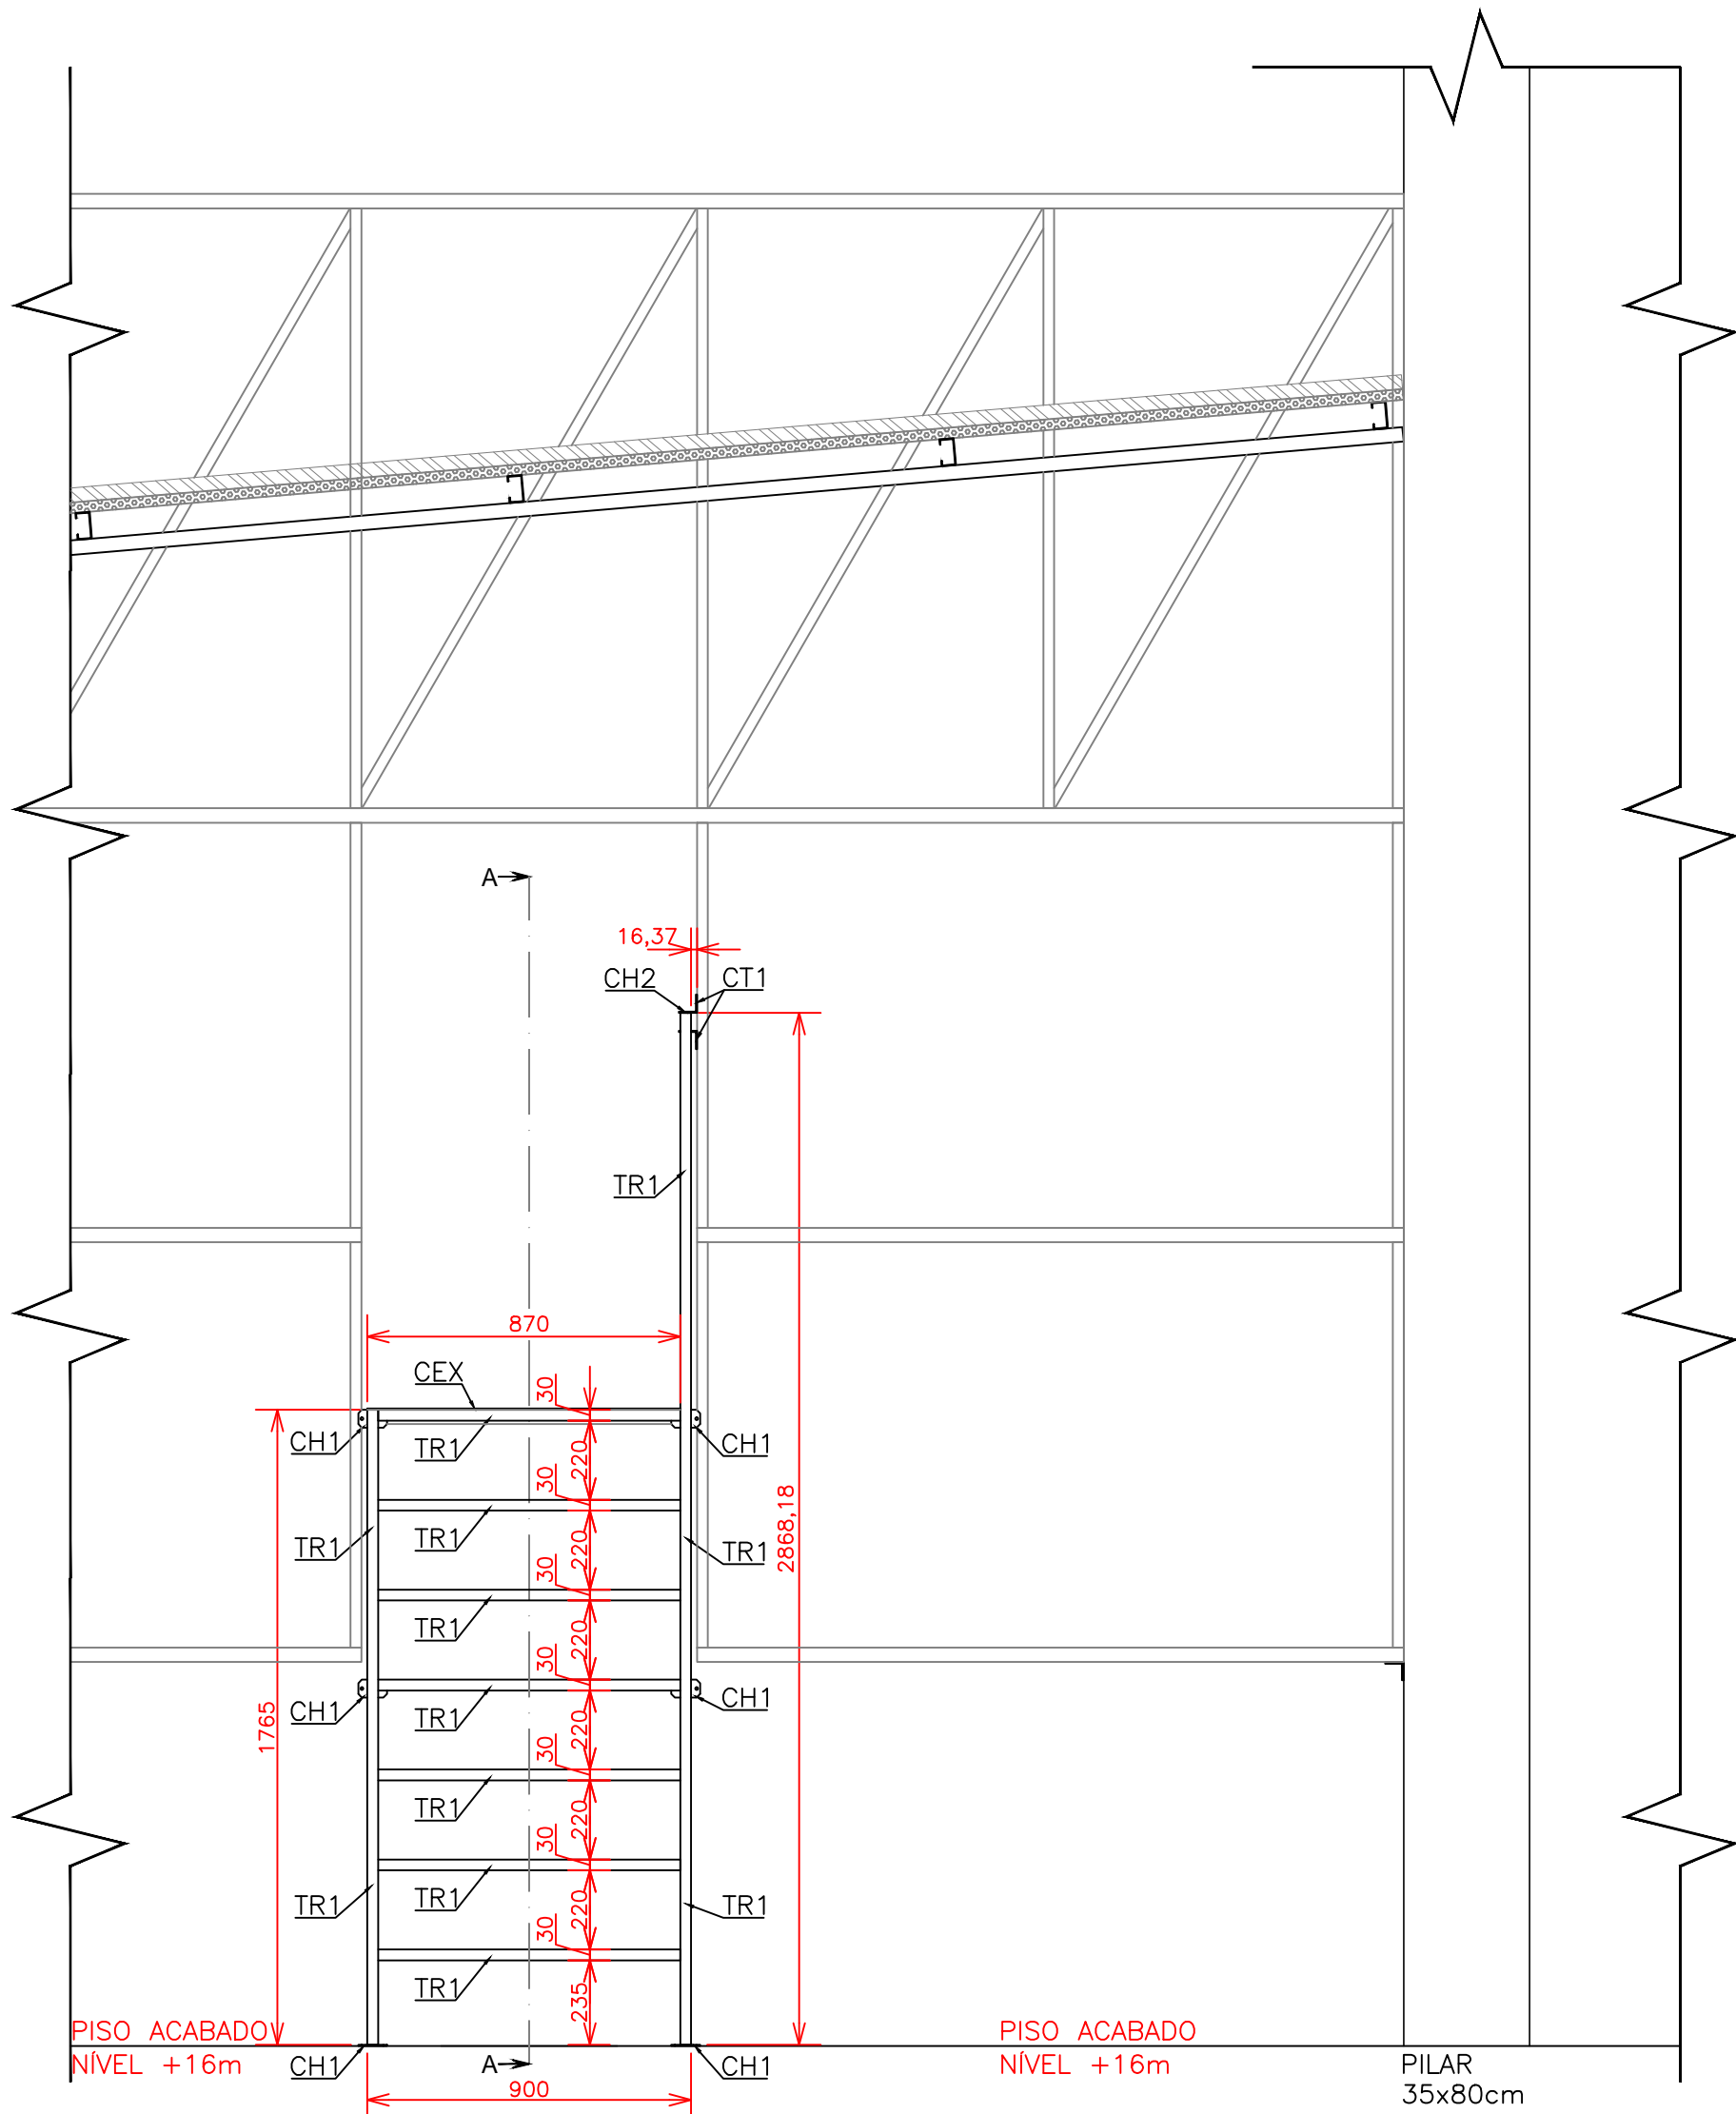 A
16,37
CH2
CT1
TR1
870
CEX
30
CH1
TR1
220
CH1
30
2868,18
TR1
TR1
220
TR1
30
TR1
220
30
1765
CH1
TR1
220
CH1
30
TR1
220
30
TR1
TR1
220
TR1
30
TR1
235
PISO ACABADO
NÍVEL +16m
CH1
A
900
CH1
PISO ACABADO
NÍVEL +16m
PILAR
35x80cm